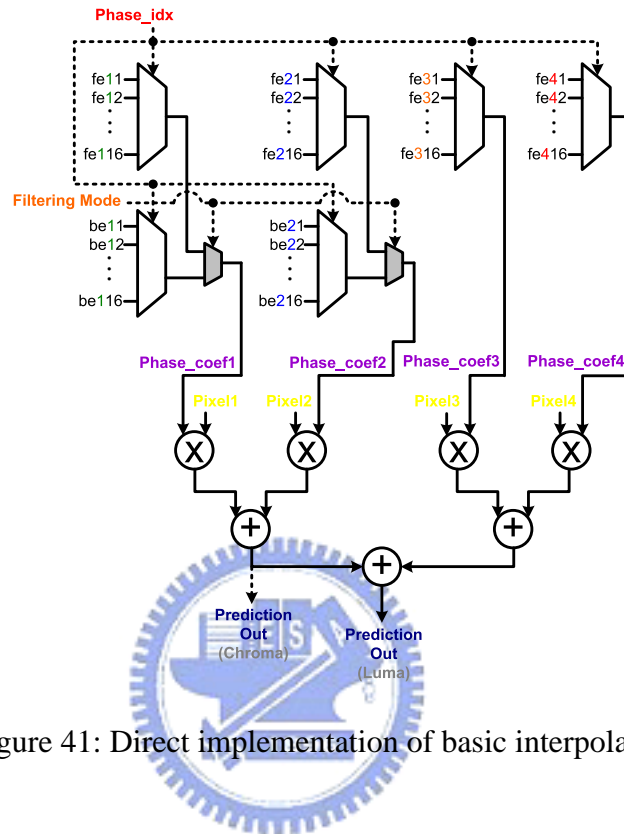 Phase_idx
fe11
fe12
fe116
fe21
fe22
fe216
fe31
fe32
fe316
fe41
fe42
fe416
Filtering Mode
be11
be12
be116
be21
be22
be216
Phase_coef1
Phase_coef2
Phase_coef3
Phase_coef4
Pixel1
Pixel2
Pixel3
Pixel4
X
X
X
X
+
+
+
Prediction
Out
(Chroma)
Prediction
Out
(Luma)
gure 41: Direct implementation of basic interpola